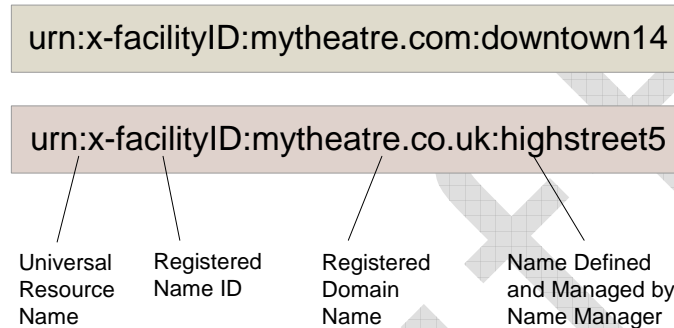 urn:x-facilityID:mytheatre.com:downtown14
urn:x-facilityID:mytheatre.co.uk:highstreet5
Universal
Resource
Name
Registered
Name ID
Registered
Domain
Name
Name Defined
and Managed by
Name Manager